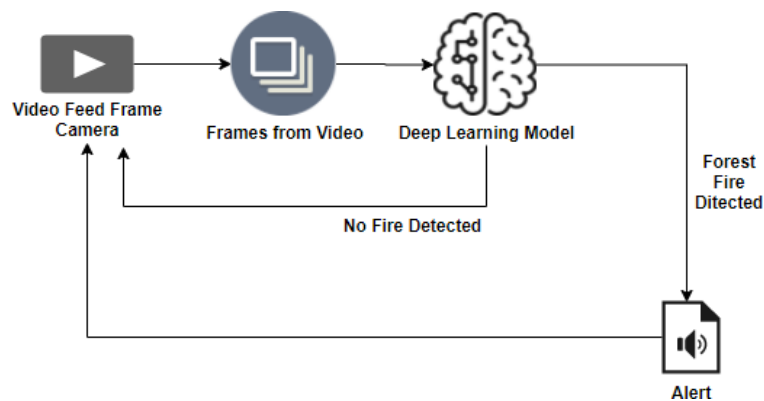 Video Feed Frame
Camera
Frames from Video
Deep Learning Model
Forest
Fire
Ditected
No Fire Detected
Alert